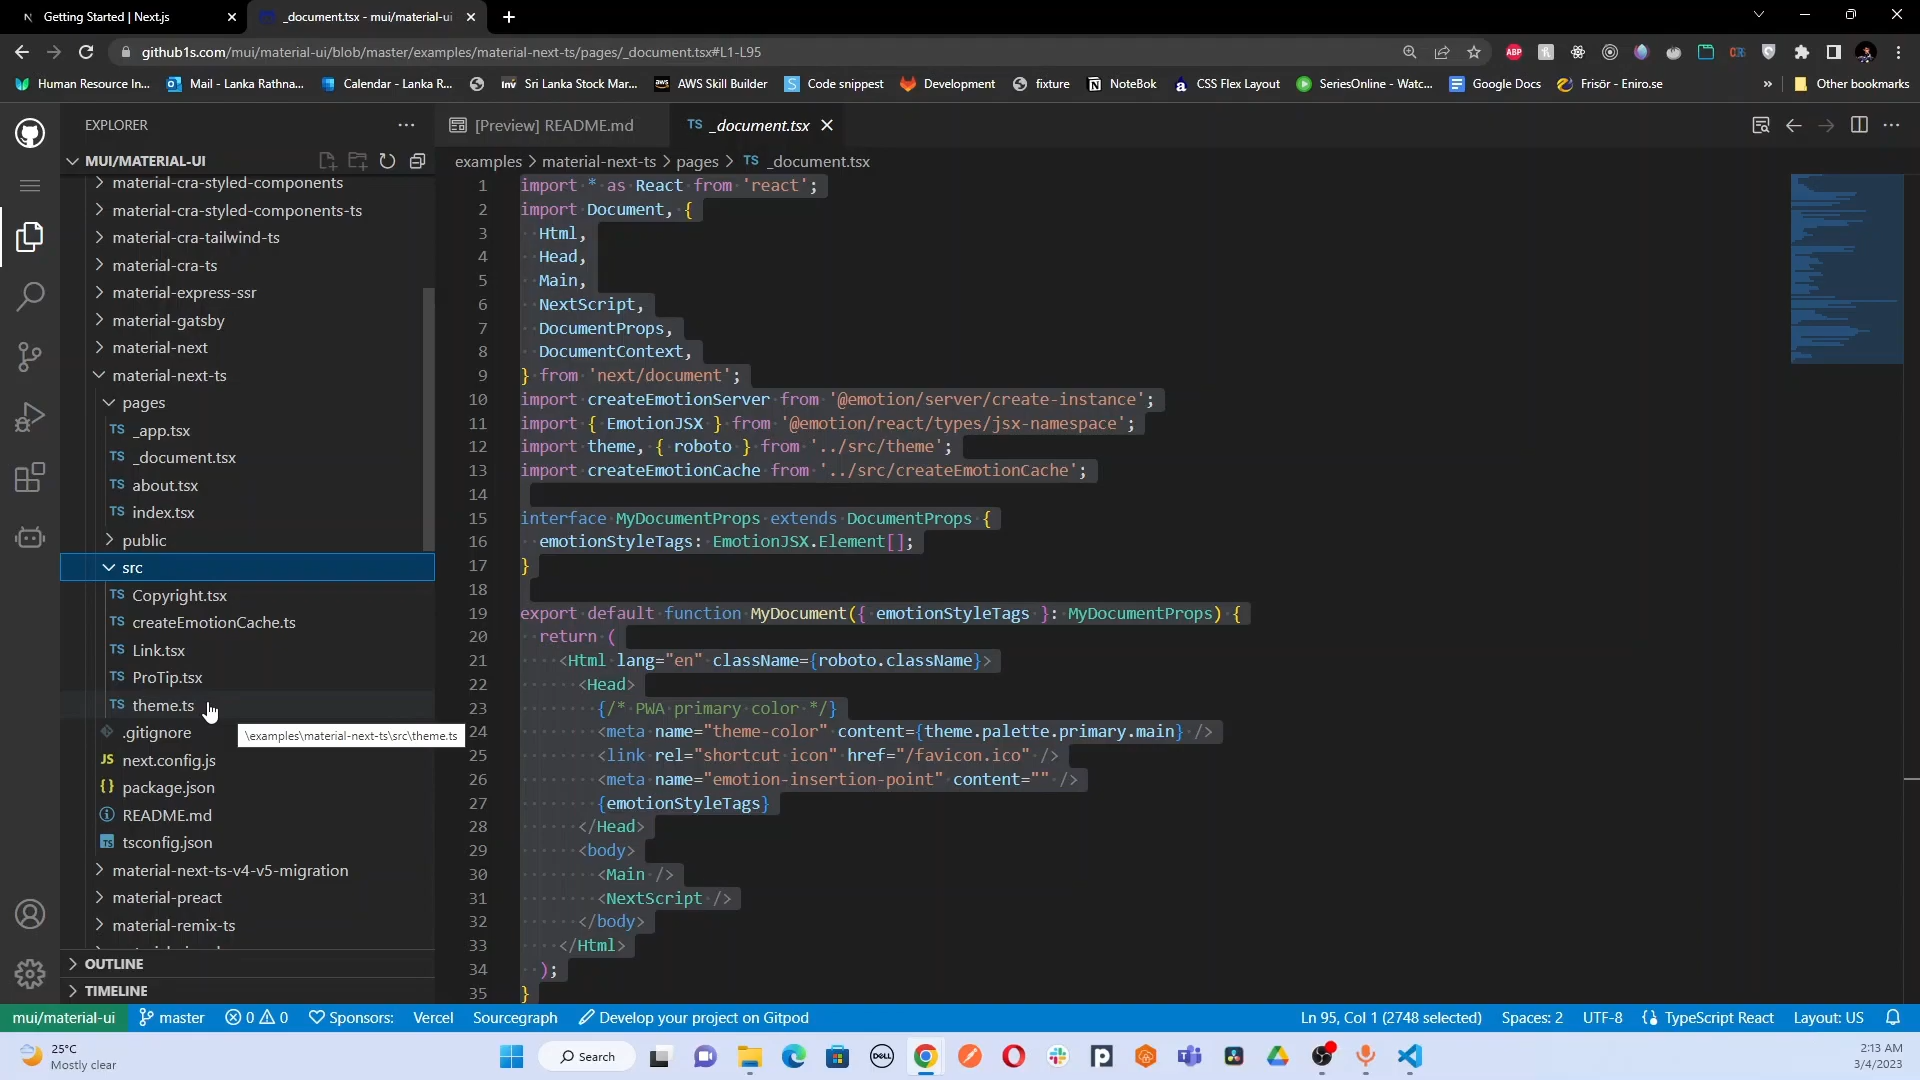 Getting Started | Next.js
_document.tsx - mui/material-ui
github1s.com/mui/material-ui/blob/master/examples/material-next-ts/pages/_document.tsx#L1-L95
Human Resource In...
Mail - Lanka Rathna...
Calendar - Lanka R...
Sri Lanka Stock Mar...
AWS Skill Builder
Code snippest
Development
fixture
NoteBok
CSS Flex Layout
SeriesOnline - Watc...
Google Docs
Frisör - Eniro.se
»
Other bookmarks
EXPLORER
[Preview] README.md
TS _document.tsx
MUI/MATERIAL-UI
examples > material-next-ts > pages > TS _document.tsx
material-cra-styled-components
material-cra-styled-components-ts
material-cra-tailwind-ts
material-cra-ts
material-express-ssr
material-gatsby
material-next
material-next-ts
pages
TS _app.tsx
TS _document.tsx
TS about.tsx
TS index.tsx
public
src
TS Copyright.tsx
TS createEmotionCache.ts
TS Link.tsx
TS ProTip.tsx
TS theme.ts
.gitignore
\examples\material-next-ts\src\theme.ts
JS next.config.js
{} package.json
README.md
TS tsconfig.json
material-next-ts-v4-v5-migration
material-preact
material-remix-ts
OUTLINE
TIMELINE
1 import * as React from 'react';
2 import Document, {
3 Html,
4 Head,
5 Main,
6 NextScript,
7 DocumentProps,
8 DocumentContext,
9 } from 'next/document';
10 import createEmotionServer from '@emotion/server/create-instance';
11 import { EmotionJSX } from '@emotion/react/types/jsx-namespace';
12 import theme, { roboto } from '../src/theme';
13 import createEmotionCache from '../src/createEmotionCache';
14
15 interface MyDocumentProps extends DocumentProps {
16 emotionStyleTags: EmotionJSX.Element[];
17 }
18
19 export default function MyDocument({ emotionStyleTags }: MyDocumentProps) {
20 return (
21 <Html lang="en" className={roboto.className}>
22 <Head>
23 {/* PWA primary color */}
24 <meta name="theme-color" content={theme.palette.primary.main} />
25 <link rel="shortcut icon" href="/favicon.ico" />
26 <meta name="emotion-insertion-point" content="" />
27 {emotionStyleTags}
28 </Head>
29 <body>
30 <Main />
31 <NextScript />
32 </body>
33 </Html>
34 );
35 }
mui/material-ui
master
0 0
Sponsors:
Vercel
Sourcegraph
Develop your project on Gitpod
Ln 95, Col 1 (2748 selected)
Spaces: 2
UTF-8
TypeScript React
Layout: US
25°C
Mostly clear
Search
DELL
2:13 AM
3/4/2023